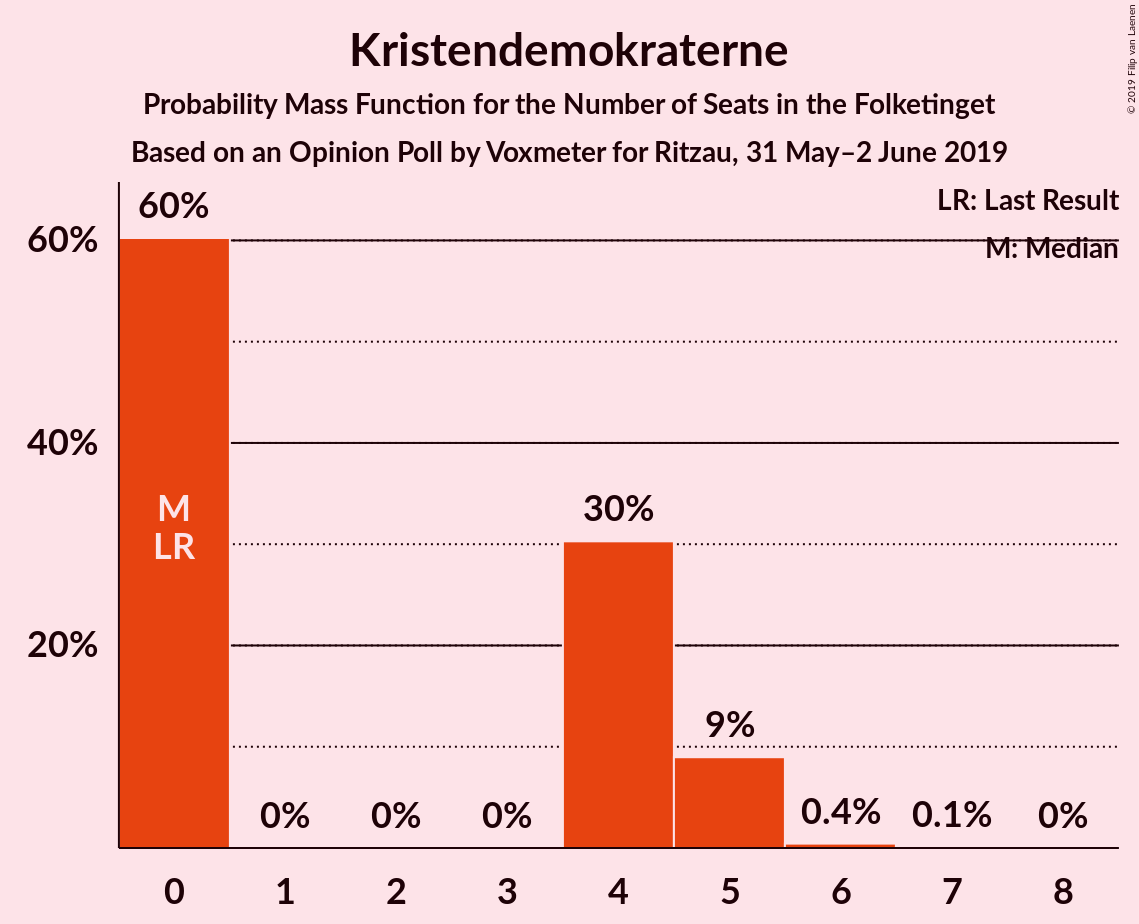 Kristendemokraterne
Probability Mass Function for the Number of Seats in the Folketinget
Based on an Opinion Poll by Voxmeter for Ritzau, 31 May–2 June 2019
© 2019 Filip van Laenen
LR: Last Result
M: Median
60%
40%
20%
60%
M
LR
0%
0%
0%
30%
9%
0.4%
0.1%
0%
0 1 2 3 4 5 6 7 8